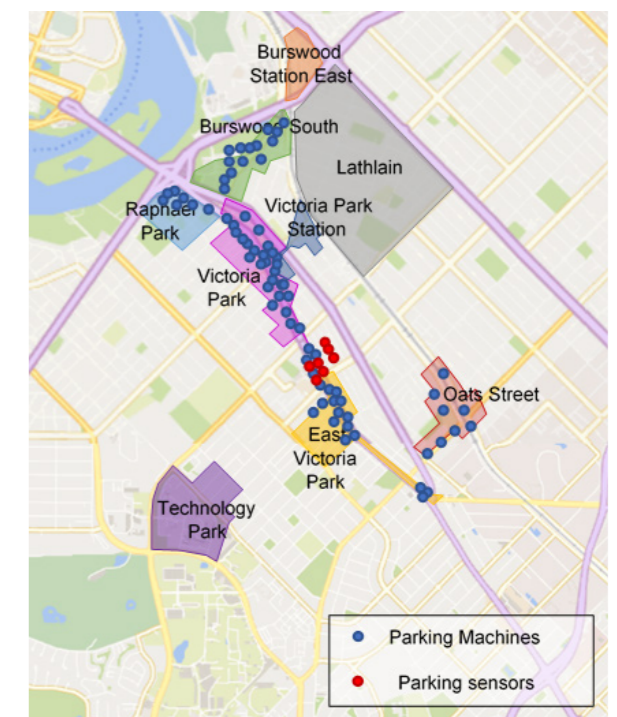 Burswood
Station East
Burswood South
Lathlain
Raphael
Park
Victoria Park
Station
Victoria
Park
Oats Street
East
Victoria
Park
Technology
Park
Parking Machines
Parking sensors